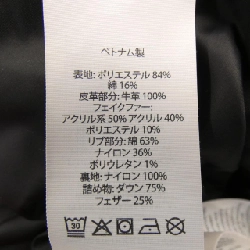 ベトナム製
表地: ポリエステル 84%
綿 16%
皮革部分: 牛革 100%
フェイクファー:
アクリル系 50% アクリル 40%
ポリエステル 10%
リブ部分: 綿 63%
ナイロン 36%
ポリウレタン 1%
裏地: ナイロン 100%
詰め物: ダウン 75%
フェザー 25%
30